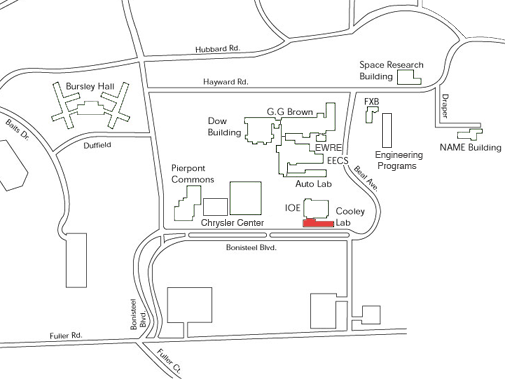 Hubbard Rd.
Space Research
Building
Hayward Rd.
Bursley Hall
FXB
Draper
G.G Brown
Dow
Building
Batts Dr.
EWRE
EECS
NAME Building
Engineering
Programs
Duffield
Pierpont
Commons
Auto Lab
Beal Ave.
IOE
Cooley
Lab
Chrysler Center
Bonisteel Blvd.
Bonisteel
Blvd.
Fuller Rd.
Fuller Ct.